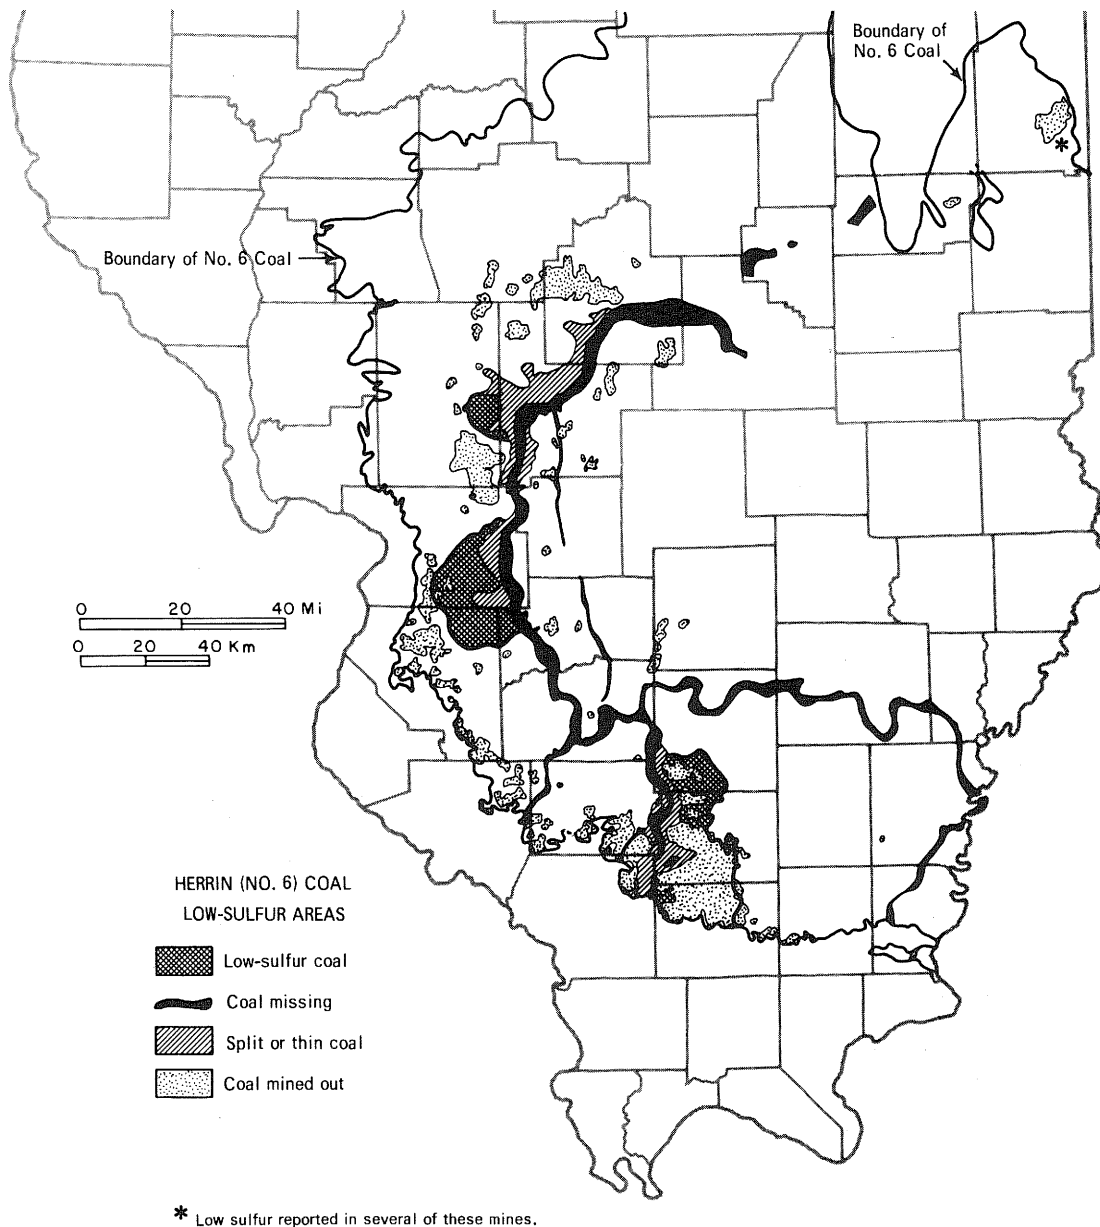 Boundary of
No. 6 Coal
Boundary of No. 6 Coal
*
0 20 40 Mi
0 20 40 Km
HERRIN (NO. 6) COAL
LOW-SULFUR AREAS
Low-sulfur coal
Coal missing
Split or thin coal
Coal mined out
* Low sulfur reported in several of these mines.